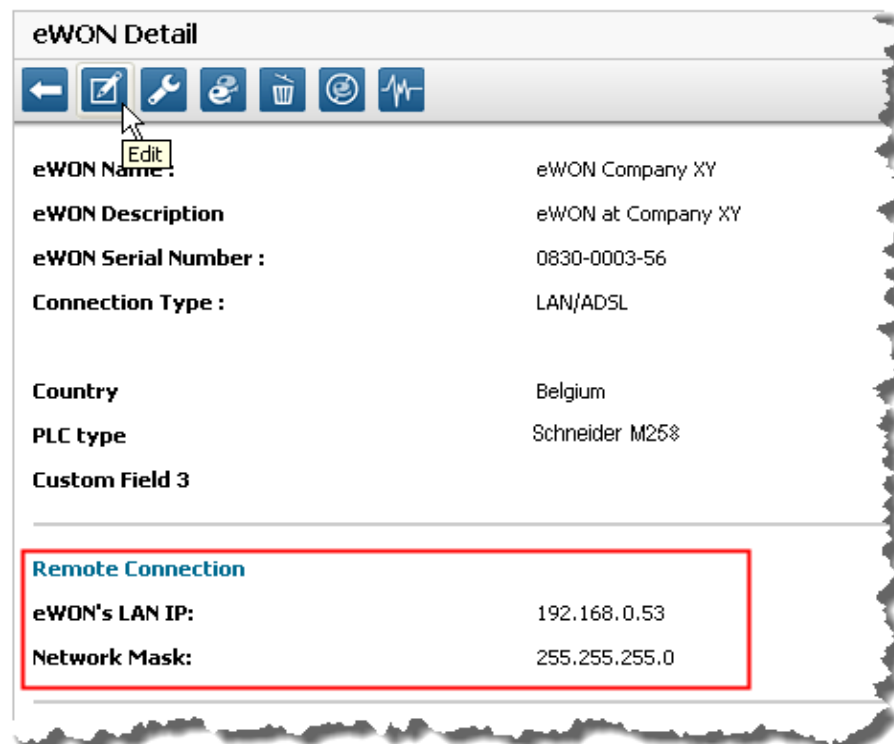 eWON Detail
Edit
eWON Name : eWON Company XY
eWON Description eWON at Company XY
eWON Serial Number : 0830-0003-56
Connection Type : LAN/ADSL
Country Belgium
PLC type Schneider M258
Custom Field 3
Remote Connection
eWON's LAN IP: 192.168.0.53
Network Mask: 255.255.255.0